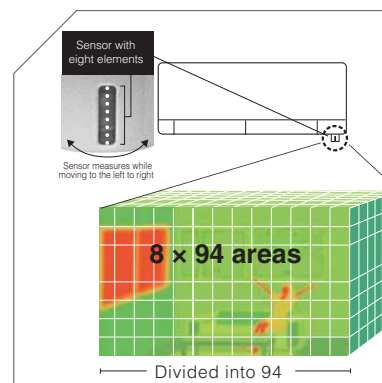 Sensor with
eight elements
Sensor measures while
moving to the left to right
8 × 94 areas
Divided into 94